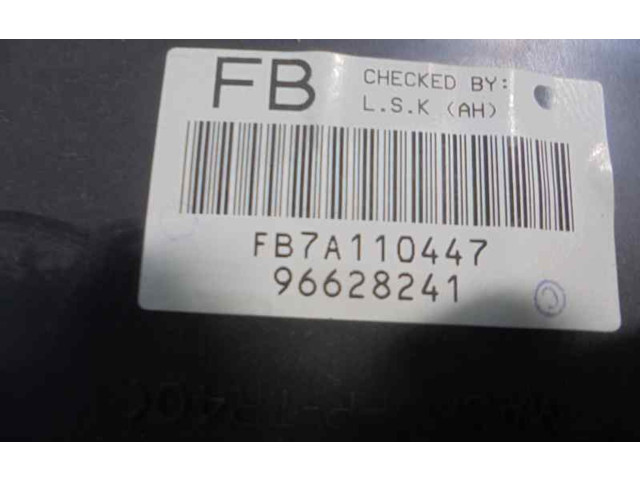 FB
CHECKED BY:
L.S.K (AH)
FB7A110447
96628241